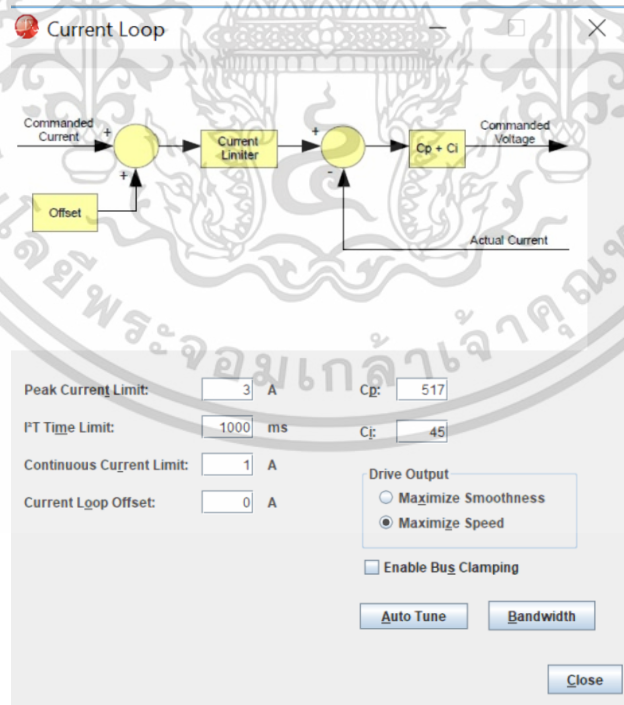 Current Loop
Commanded
Current
+
+
Offset
Current
Limiter
+
-
Cp + Ci
Commanded
Voltage
Actual Current
Peak Current Limit: 3 A
I²T Time Limit: 1000 ms
Continuous Current Limit: 1 A
Current Loop Offset: 0 A
Cp: 517
Ci: 45
Drive Output
Maximize Smoothness
Maximize Speed
Enable Bus Clamping
Auto Tune
Bandwidth
Close